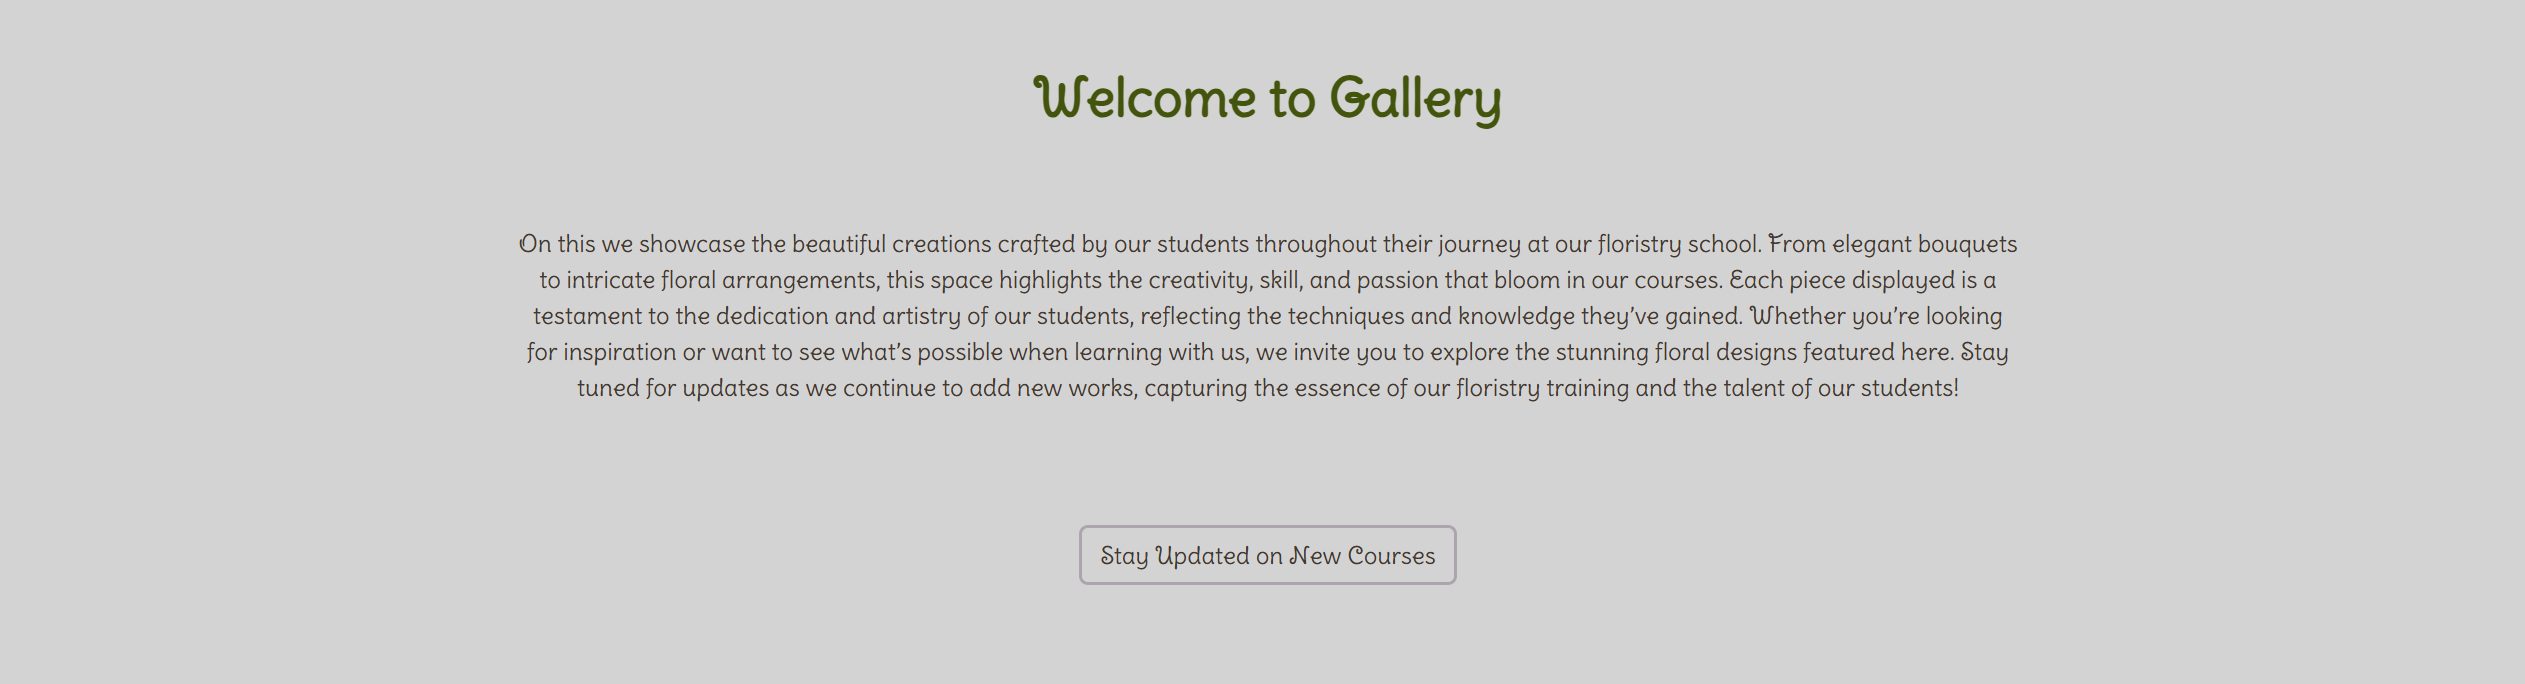 Welcome to Gallery
On this we showcase the beautiful creations crafted by our students throughout their journey at our floristry school. From elegant bouquets
to intricate floral arrangements, this space highlights the creativity, skill, and passion that bloom in our courses. Each piece displayed is a
testament to the dedication and artistry of our students, reflecting the techniques and knowledge they’ve gained. Whether you’re looking
for inspiration or want to see what’s possible when learning with us, we invite you to explore the stunning floral designs featured here. Stay
tuned for updates as we continue to add new works, capturing the essence of our floristry training and the talent of our students!
Stay Updated on New Courses